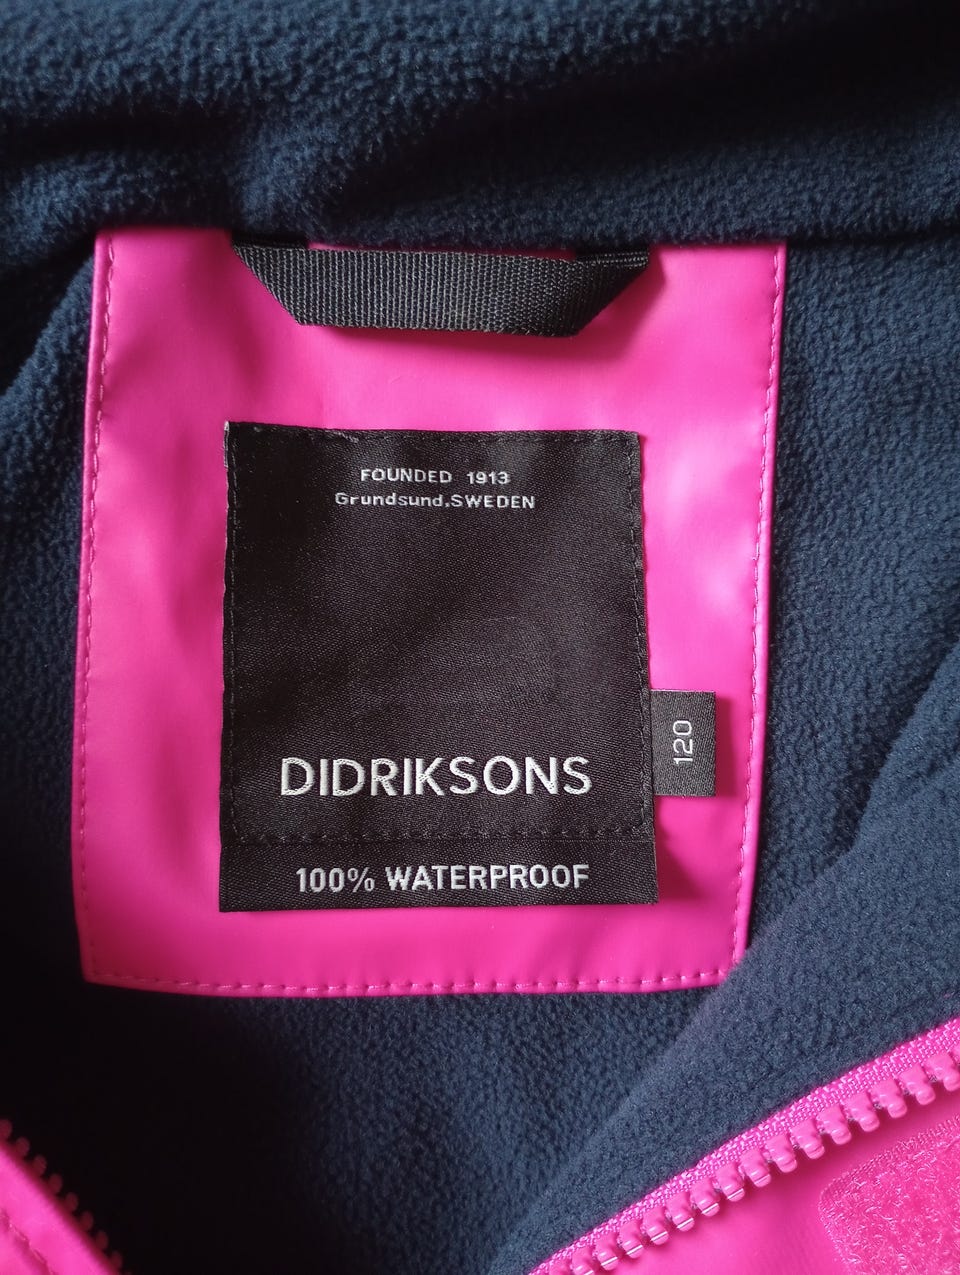 FOUNDED 1913
Grundsund.SWEDEN
DIDRIKSONS
120
100% WATERPROOF